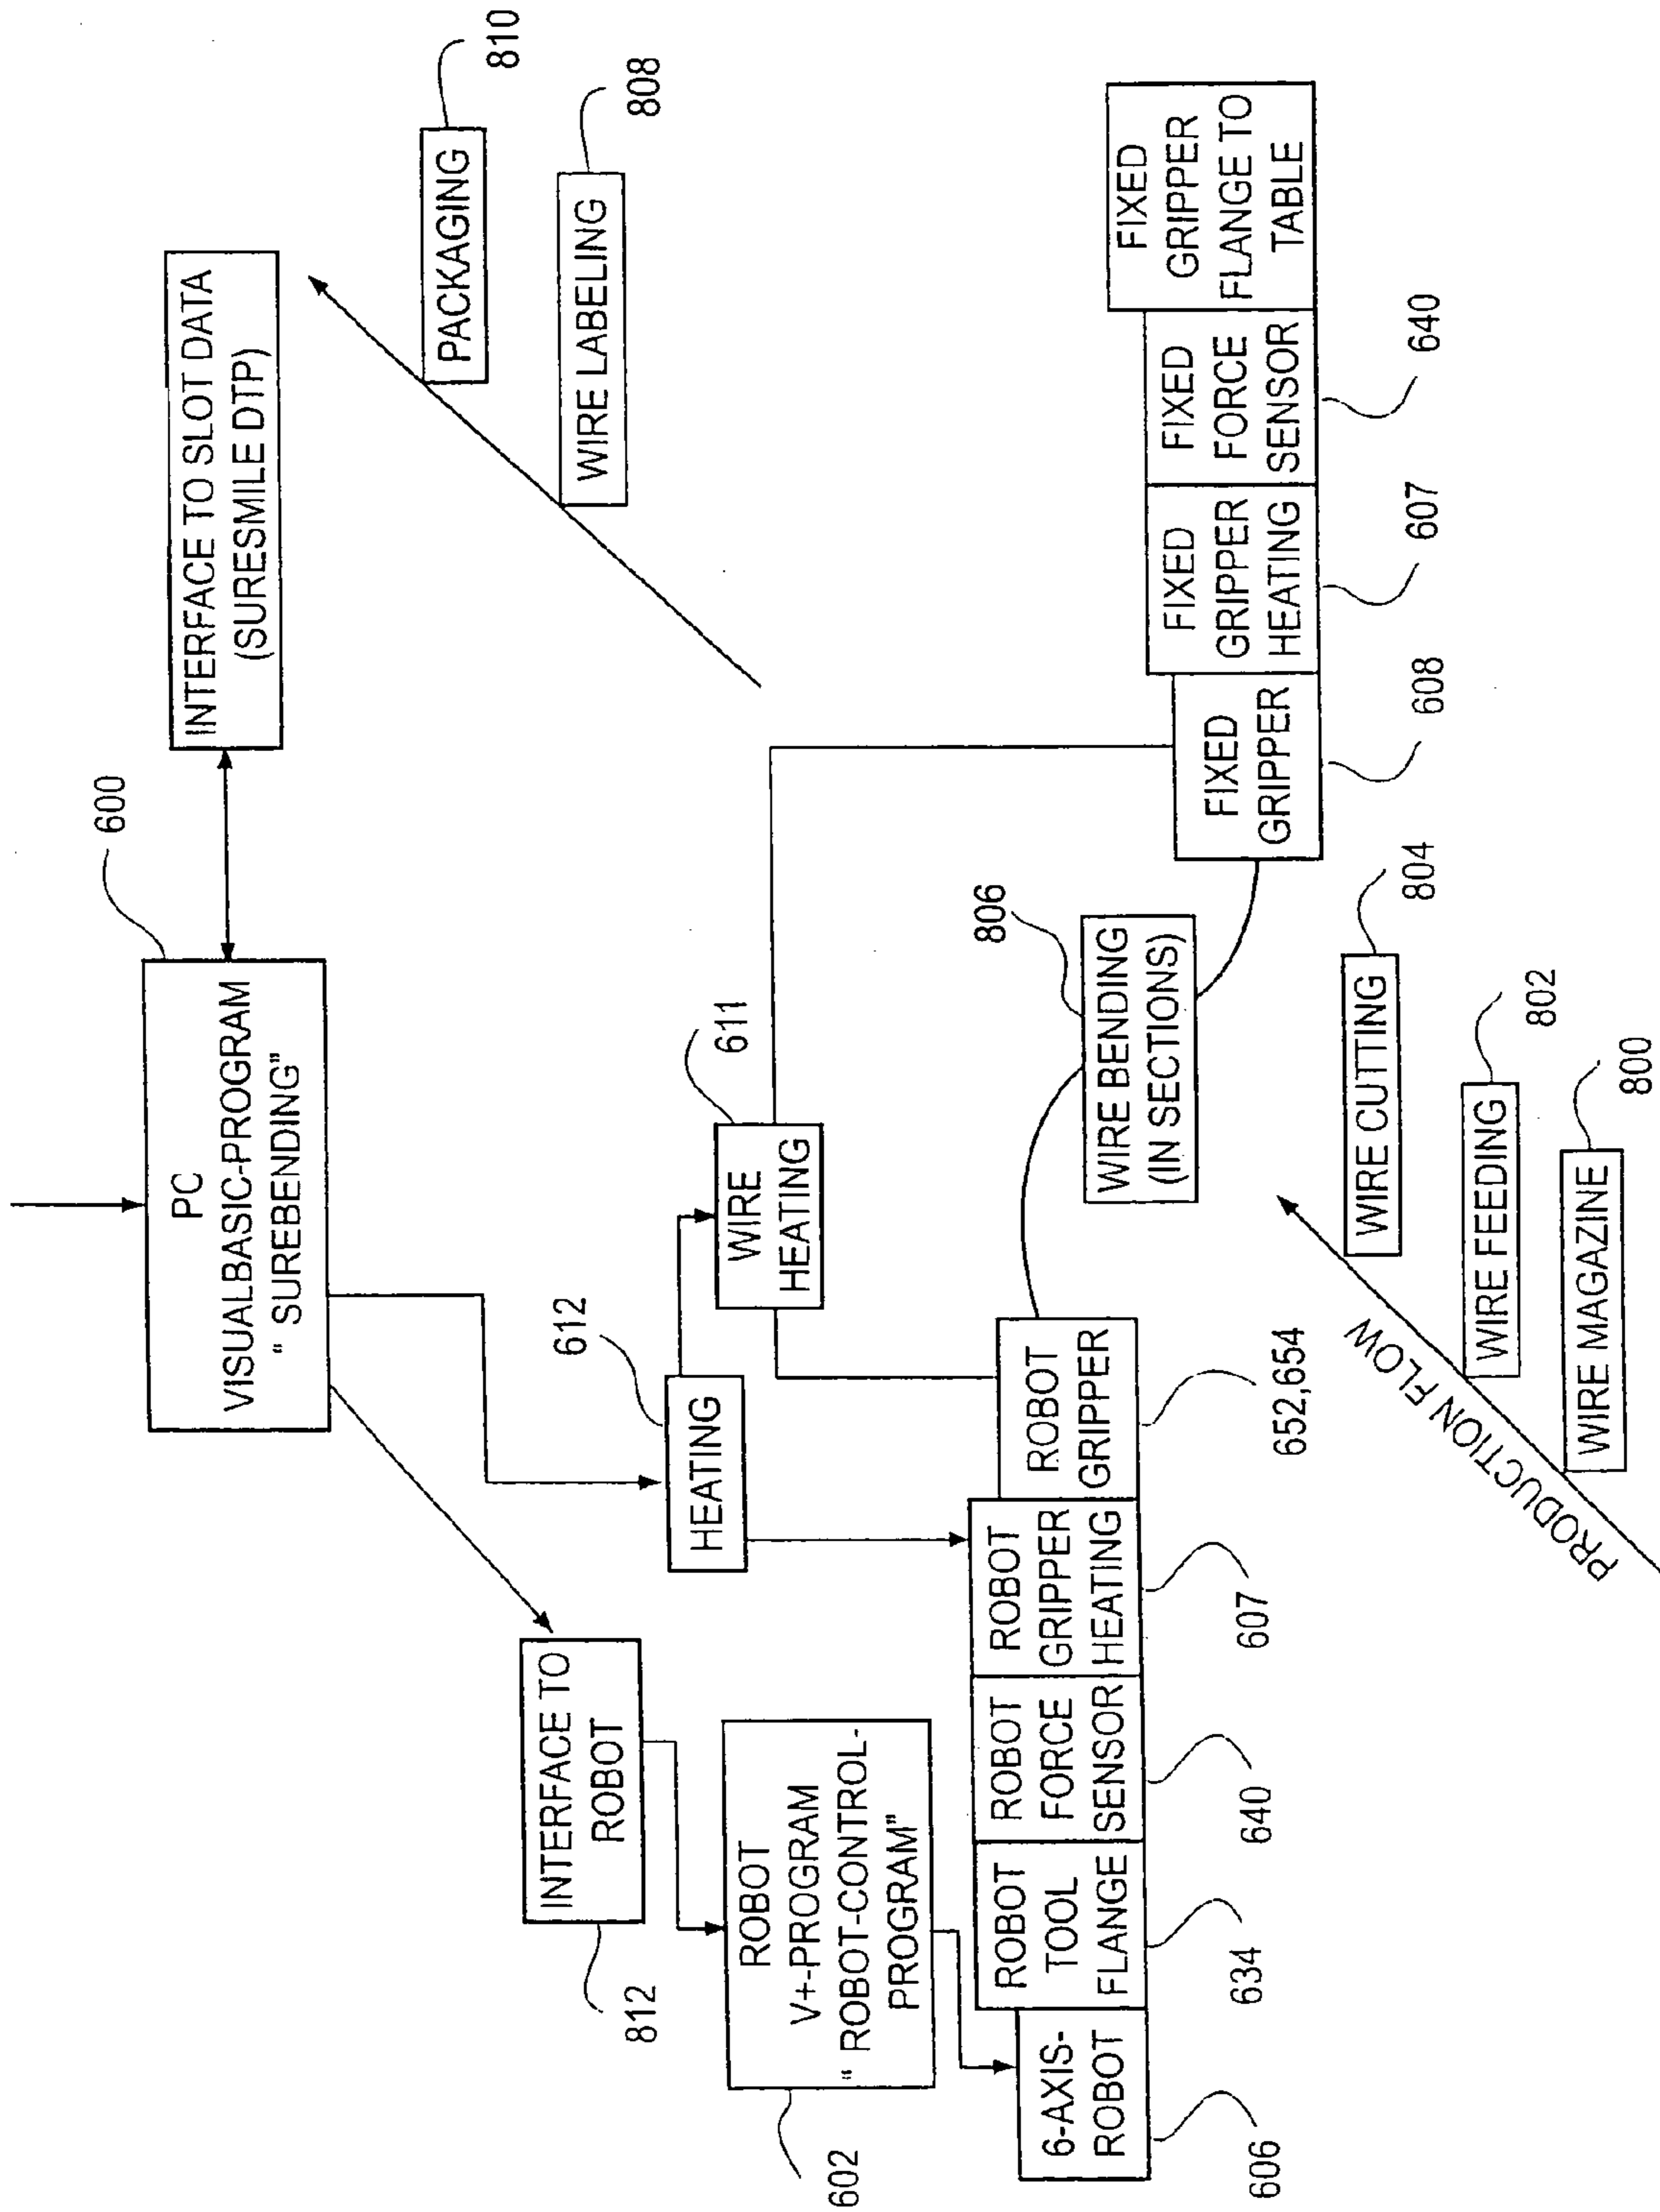 600
PC
VISUALBASIC-PROGRAM
“ SUREBENDING”
INTERFACE TO SLOT DATA
(SURESMILE DTP)
810
PACKAGING
808
WIRE LABELING
812
INTERFACE TO
ROBOT
612
HEATING
611
WIRE
HEATING
602
ROBOT
V+-PROGRAM
“ ROBOT-CONTROL-
PROGRAM”
606
6-AXIS-
ROBOT
634
ROBOT
TOOL
FLANGE
640
ROBOT
FORCE
SENSOR
607
ROBOT
GRIPPER
HEATING
652,654
ROBOT
GRIPPER
806
WIRE BENDING
(IN SECTIONS)
608
FIXED
GRIPPER
607
FIXED
GRIPPER
HEATING
640
FIXED
FORCE
SENSOR
FIXED
GRIPPER
FLANGE TO
TABLE
804
WIRE CUTTING
802
WIRE FEEDING
800
WIRE MAGAZINE
PRODUCTION FLOW